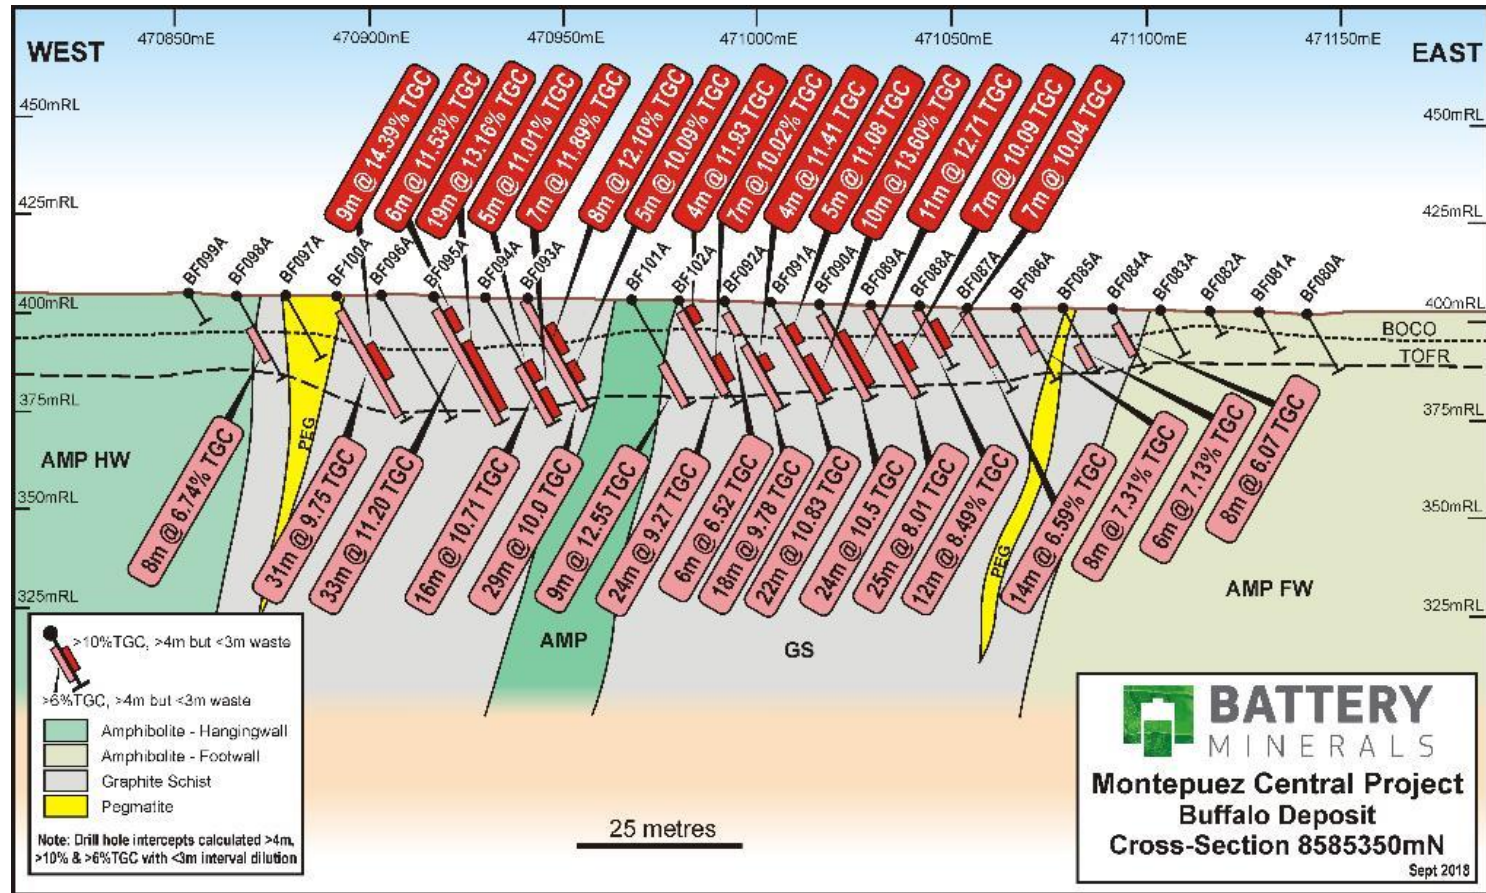 470850mE
470900mE
470950mE
471000mE
471050mE
471100mE
471150mE
WEST
EAST
450mRL
450mRL
425mRL
425mRL
400mRL
400mRL
375mRL
375mRL
350mRL
350mRL
325mRL
325mRL
9m @ 14.39% TGC
6m @ 11.53% TGC
19m @ 13.16% TGC
5m @ 11.01% TGC
7m @ 11.89% TGC
8m @ 12.10% TGC
5m @ 10.09% TGC
4m @ 11.93 TGC
7m @ 10.02% TGC
4m @ 11.41 TGC
5m @ 11.08 TGC
10m @ 13.60% TGC
11m @ 12.71 TGC
7m @ 10.09 TGC
7m @ 10.04 TGC
BF099A
BF098A
BF097A
BF100A
BF096A
BF095A
BF094A
BF093A
BF101A
BF102A
BF092A
BF091A
BF090A
BF089A
BF088A
BF087A
BF086A
BF085A
BF084A
BF083A
BF082A
BF081A
BF080A
BOCO
TOFR
8m @ 6.74% TGC
31m @ 9.75 TGC
33m @ 11.20 TGC
16m @ 10.71 TGC
29m @ 10.0 TGC
9m @ 12.55 TGC
24m @ 9.27 TGC
6m @ 6.52 TGC
18m @ 9.78 TGC
22m @ 10.83 TGC
24m @ 10.5 TGC
25m @ 8.01 TGC
12m @ 8.49% TGC
14m @ 6.59% TGC
8m @ 7.31% TGC
6m @ 7.13% TGC
8m @ 6.07 TGC
AMP HW
PEG
AMP
GS
PEG
AMP FW
>10%TGC, >4m but <3m waste
>6%TGC, >4m but <3m waste
Amphibolite - Hangingwall
Amphibolite - Footwall
Graphite Schist
Pegmatite
Note: Drill hole intercepts calculated >4m,
>10% & >6%TGC with <3m interval dilution
25 metres
BATTERY
MINERALS
Montepuez Central Project
Buffalo Deposit
Cross-Section 8585350mN
Sept 2018